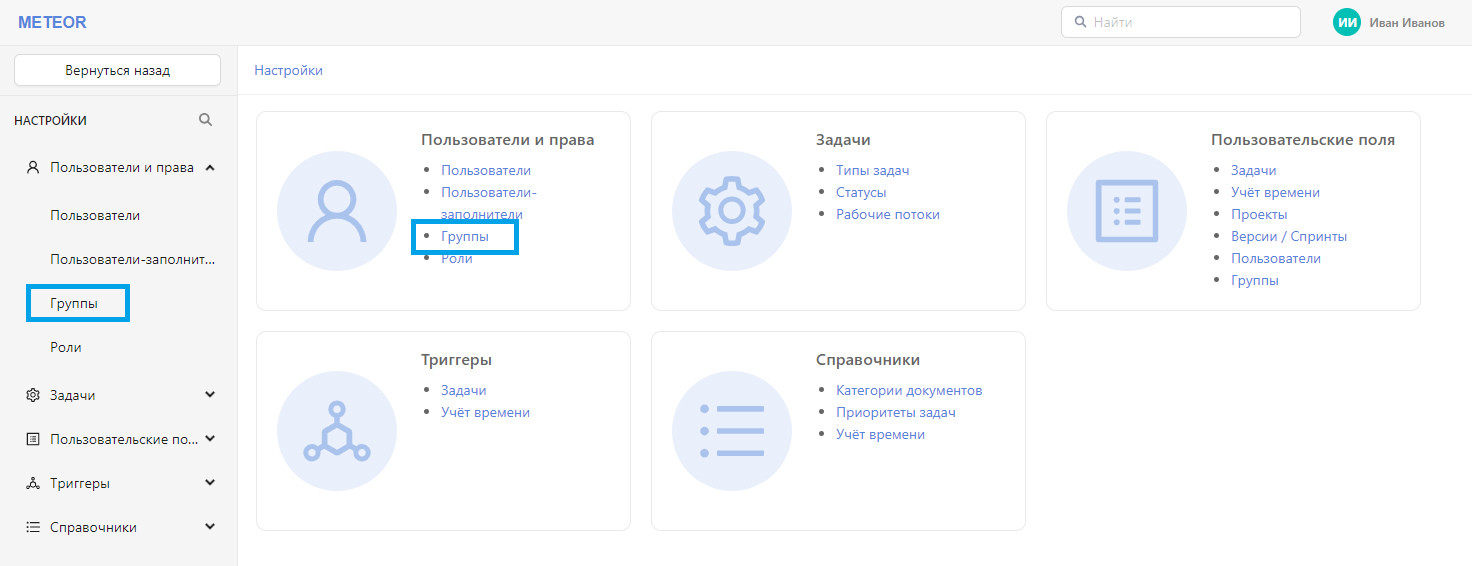 METEOR
Найти
ИИ
Иван Иванов
Вернуться назад
НАСТРОЙКИ
Пользователи и права
Пользователи
Пользователи-заполнит...
Группы
Роли
Задачи
Пользовательские по...
Триггеры
Справочники
Настройки
Пользователи и права
Пользователи
Пользователи-
заполнители
Группы
Роли
Задачи
Типы задач
Статусы
Рабочие потоки
Пользовательские поля
Задачи
Учёт времени
Проекты
Версии / Спринты
Пользователи
Группы
Триггеры
Задачи
Учёт времени
Справочники
Категории документов
Приоритеты задач
Учёт времени